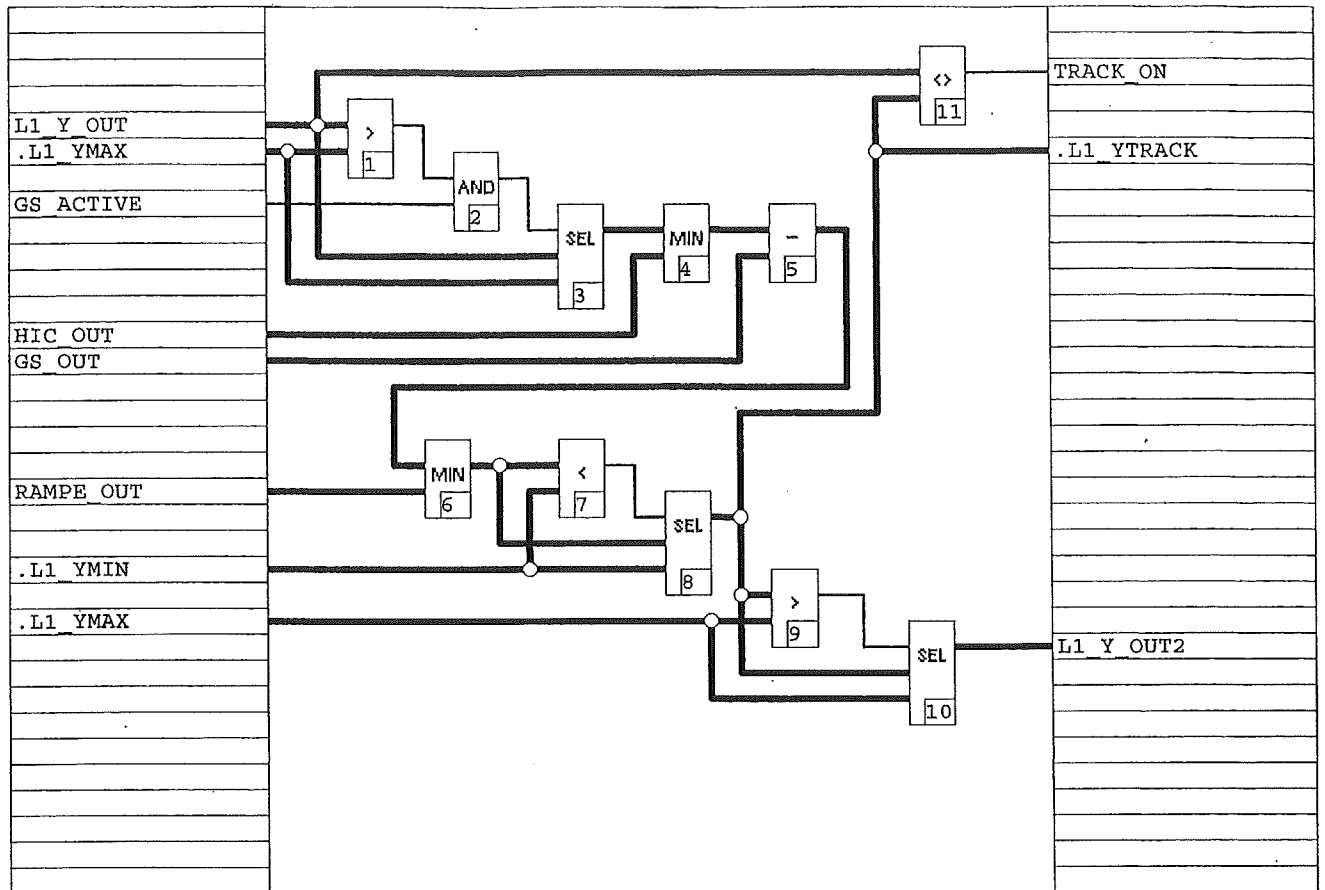 <>
TRACK_ON
11
L1_Y_OUT
>
.L1_YMAX
.L1_YTRACK
1
AND
GS_ACTIVE
2
SEL
MIN
-
4
5
3
HIC_OUT
GS_OUT
MIN
<
RAMPE_OUT
6
7
SEL
.L1_YMIN
8
>
.L1_YMAX
9
SEL
L1_Y_OUT2
10